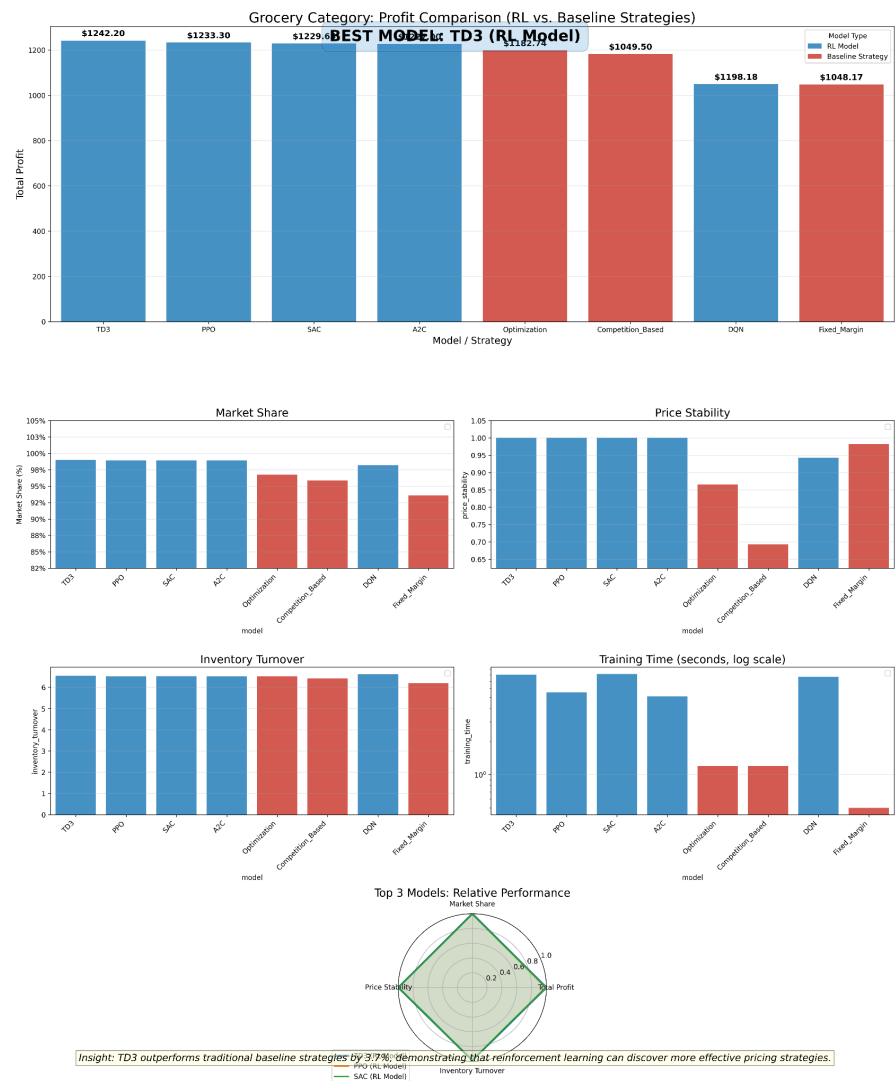 Grocery Category: Profit Comparison (RL vs. Baseline Strategies)
BEST MODEL: TD3 (RL Model)
$1242.20
$1233.30
$1182.74
$1049.50
$1198.18
$1048.17
Model Type
RL Model
Baseline Strategy
Total Profit
1200
1000
800
600
400
200
0
TD3 PPO SAC A2C Optimization Competition_Based DQN Fixed_Margin
Model / Strategy
Market Share
Market Share (%)
105%
103%
100%
98%
95%
92%
90%
88%
85%
82%
TD3 PPO SAC A2C Optimization Competition_Based DQN Fixed_Margin
model
Price Stability
price_stability
1.05
1.00
0.95
0.90
0.85
0.80
0.75
0.70
0.65
TD3 PPO SAC A2C Optimization Competition_Based DQN Fixed_Margin
model
Inventory Turnover
inventory_turnover
6
5
4
3
2
1
0
TD3 PPO SAC A2C Optimization Competition_Based DQN Fixed_Margin
model
Training Time (seconds, log scale)
training_time
10⁰
TD3 PPO SAC A2C Optimization Competition_Based DQN Fixed_Margin
model
Top 3 Models: Relative Performance
Market Share
1.0
0.8
0.6
0.4
0.2
Price Stability
Total Profit
Insight: TD3 outperforms traditional baseline strategies by 3.7%, demonstrating that reinforcement learning can discover more effective pricing strategies.
PPO (RL Model)
SAC (RL Model)
Inventory Turnover